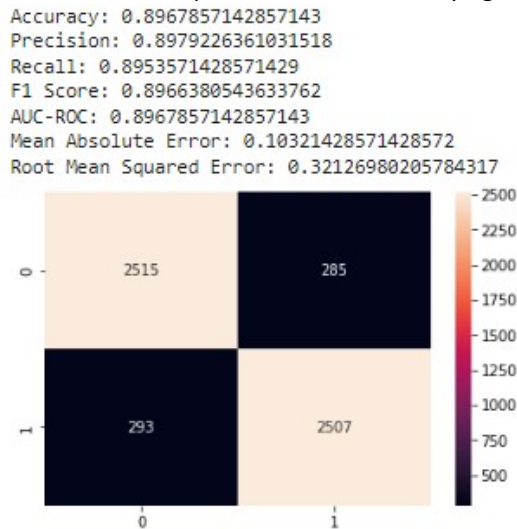 Accuracy: 0.8967857142857143
Precision: 0.8979226361031518
Recall: 0.8953571428571429
F1 Score: 0.8966380543633762
AUC-ROC: 0.8967857142857143
Mean Absolute Error: 0.10321428571428572
Root Mean Squared Error: 0.32126980205784317
2500
0 2515 285 2250
2000
1750
1500
1250
1 293 2507 1000
750
500
0 1